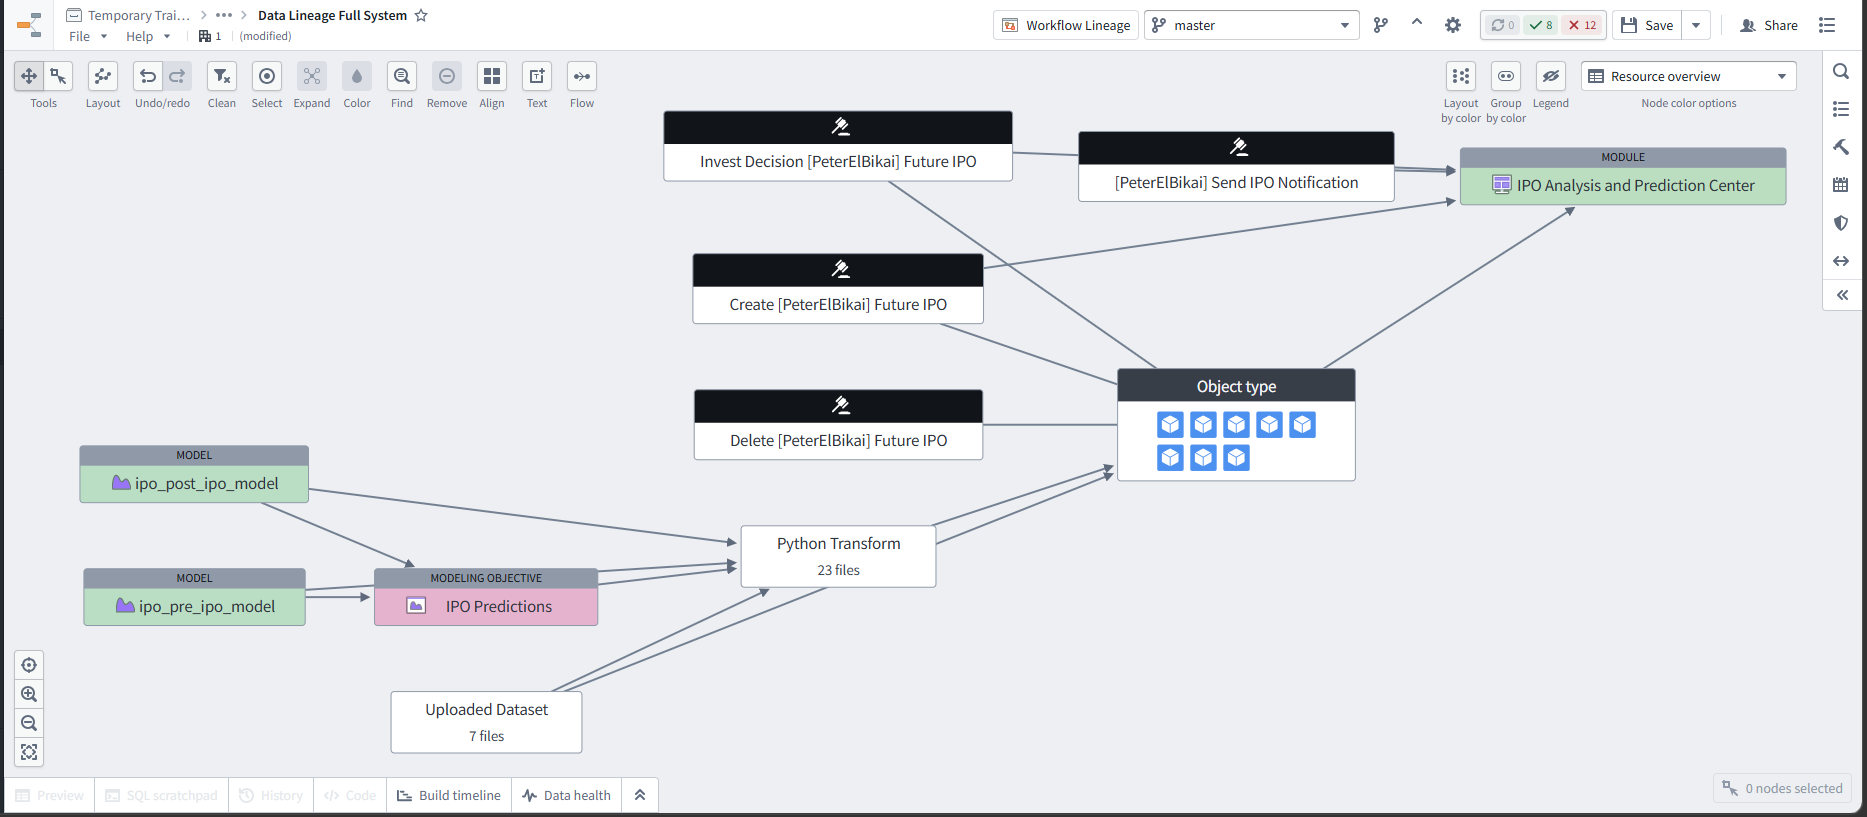 Temporary Trai... > ••• > Data Lineage Full System
File Help 1 (modified)
Workflow Lineage
master
0 8 12
Save
Share
Tools
Layout
Undo/redo
Clean
Select
Expand
Color
Find
Remove
Align
Text
Flow
Layout by color
Group by color
Legend
Resource overview
Node color options
Invest Decision [PeterElBikai] Future IPO
[PeterElBikai] Send IPO Notification
MODULE
IPO Analysis and Prediction Center
Create [PeterElBikai] Future IPO
Object type
Delete [PeterElBikai] Future IPO
MODEL
ipo_post_ipo_model
Python Transform
23 files
MODEL
ipo_pre_ipo_model
MODELING OBJECTIVE
IPO Predictions
Uploaded Dataset
7 files
Preview
SQL scratchpad
History
Code
Build timeline
Data health
0 nodes selected